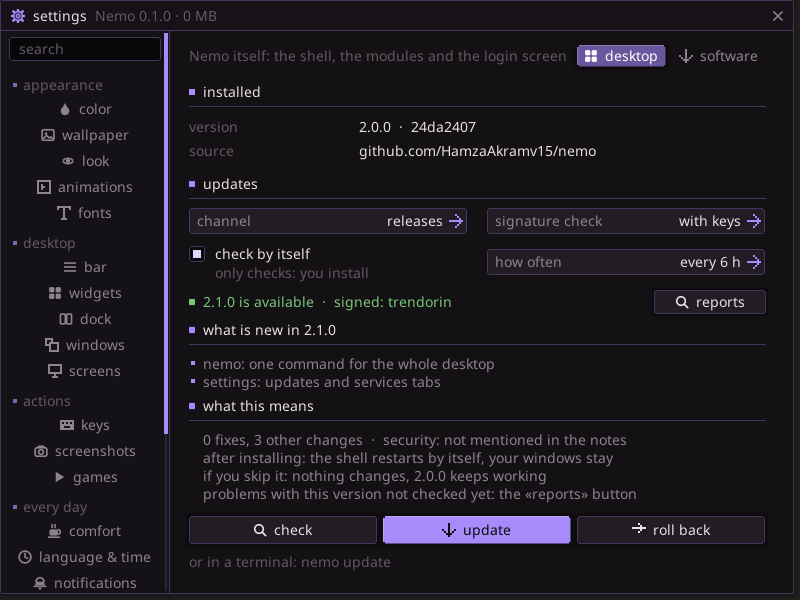 settings Nemo 0.1.0 · 0 MB
search
appearance
color
wallpaper
look
animations
fonts
desktop
bar
widgets
dock
windows
screens
actions
keys
screenshots
games
every day
comfort
language & time
notifications
Nemo itself: the shell, the modules and the login screen desktop software
installed
version 2.0.0 · 24da2407
source github.com/HamzaAkramv15/nemo
updates
channel releases signature check with keys
check by itself
only checks: you install
how often every 6 h
2.1.0 is available · signed: trendorin reports
what is new in 2.1.0
nemo: one command for the whole desktop
settings: updates and services tabs
what this means
0 fixes, 3 other changes · security: not mentioned in the notes
after installing: the shell restarts by itself, your windows stay
if you skip it: nothing changes, 2.0.0 keeps working
problems with this version not checked yet: the «reports» button
check update roll back
or in a terminal: nemo update